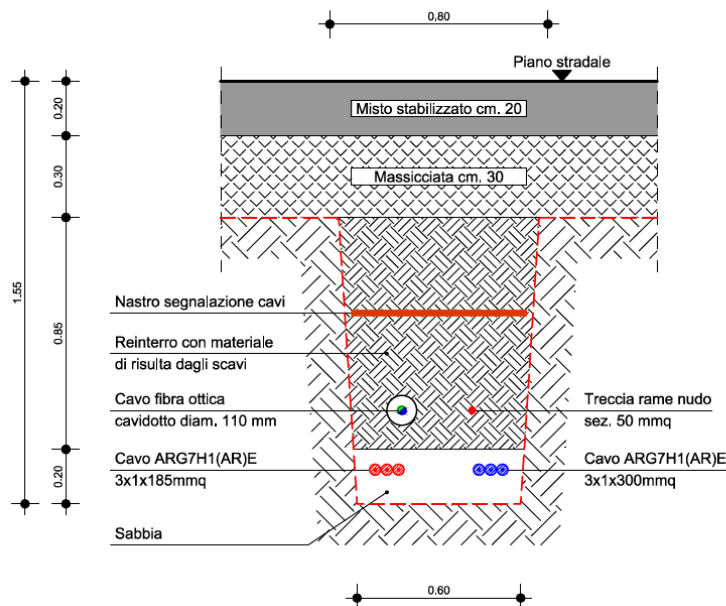 0,80
Piano stradale
0.20
Misto stabilizzato cm. 20
0.30
Massicciata cm. 30
1.55
0.85
Nastro segnalazione cavi
Reinterro con materiale
di risulta dagli scavi
Cavo fibra ottica
cavidotto diam. 110 mm
Treccia rame nudo
sez. 50 mmq
0.20
Cavo ARG7H1(AR)E
3x1x185mmq
Cavo ARG7H1(AR)E
3x1x300mmq
Sabbia
0.60